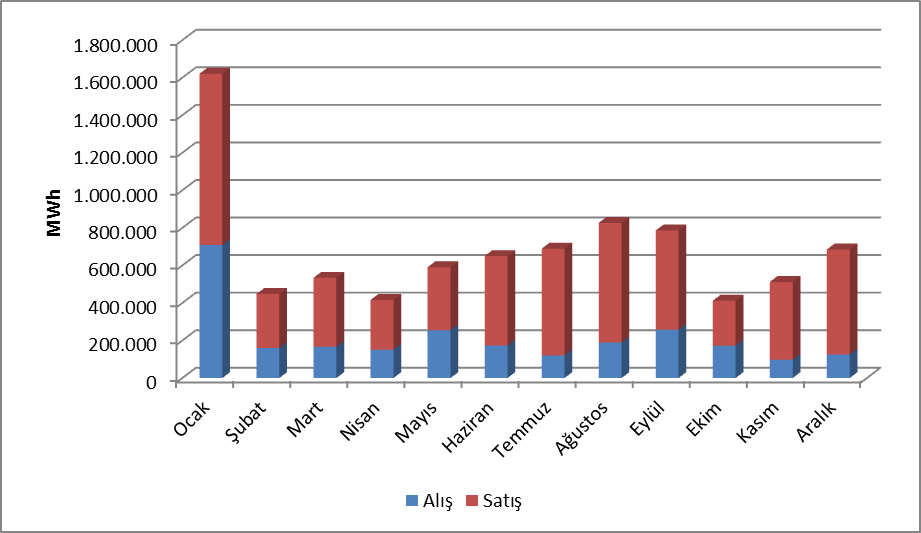 1.800.000
1.600.000
1.400.000
1.200.000
1.000.000
800.000
600.000
400.000
200.000
0
MWh
Ocak
Şubat
Mart
Nisan
Mayıs
Haziran
Temmuz
Ağustos
Eylül
Ekim
Kasım
Aralık
Alış Satış